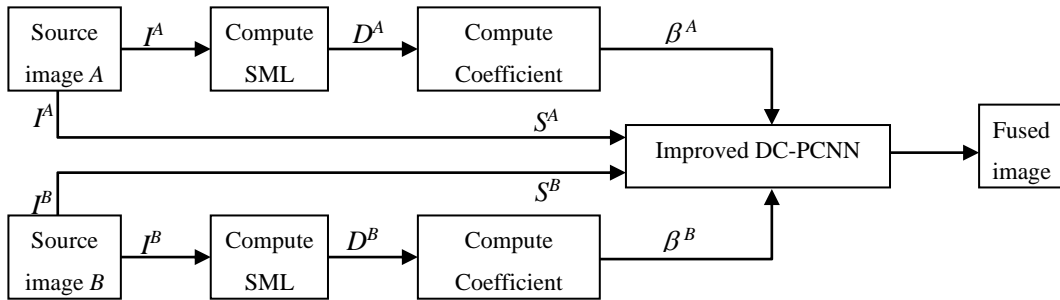 Source
image A
I^A
Compute
SML
D^A
Compute
Coefficient
β^A
I^A
S^A
Improved DC-PCNN
Fused
image
I^B
S^B
Source
image B
I^B
Compute
SML
D^B
Compute
Coefficient
β^B